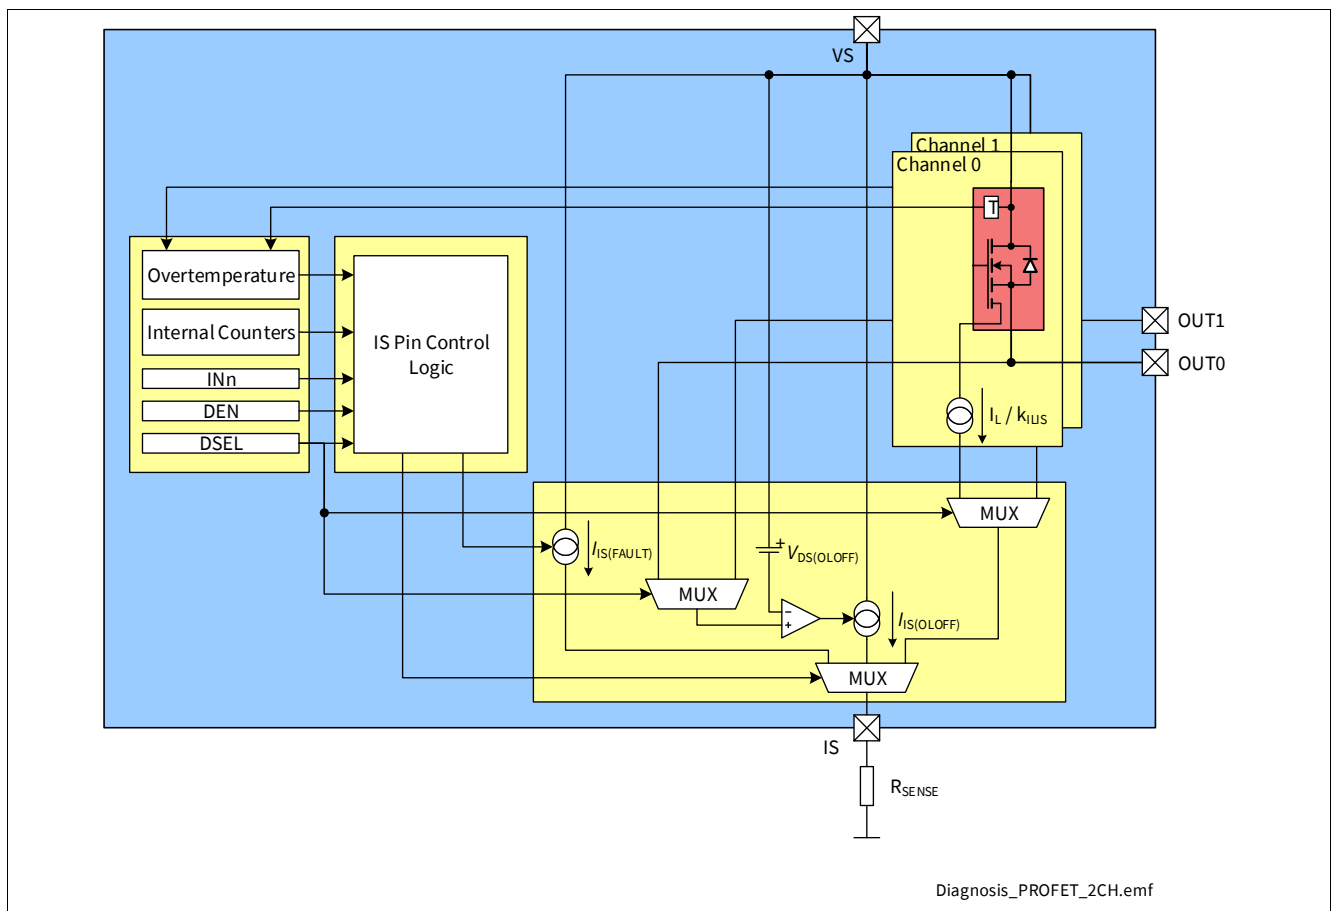 VS
Channel 1
Channel 0
T
Overtemperature
Internal Counters
INn
DEN
DSEL
IS Pin Control
Logic
OUT1
OUT0
IL / kILIS
MUX
IIS(FAULT)
+
VDS(OLOFF)
MUX
−
+
IIS(OLOFF)
MUX
IS
RSENSE
Diagnosis_PROFET_2CH.emf